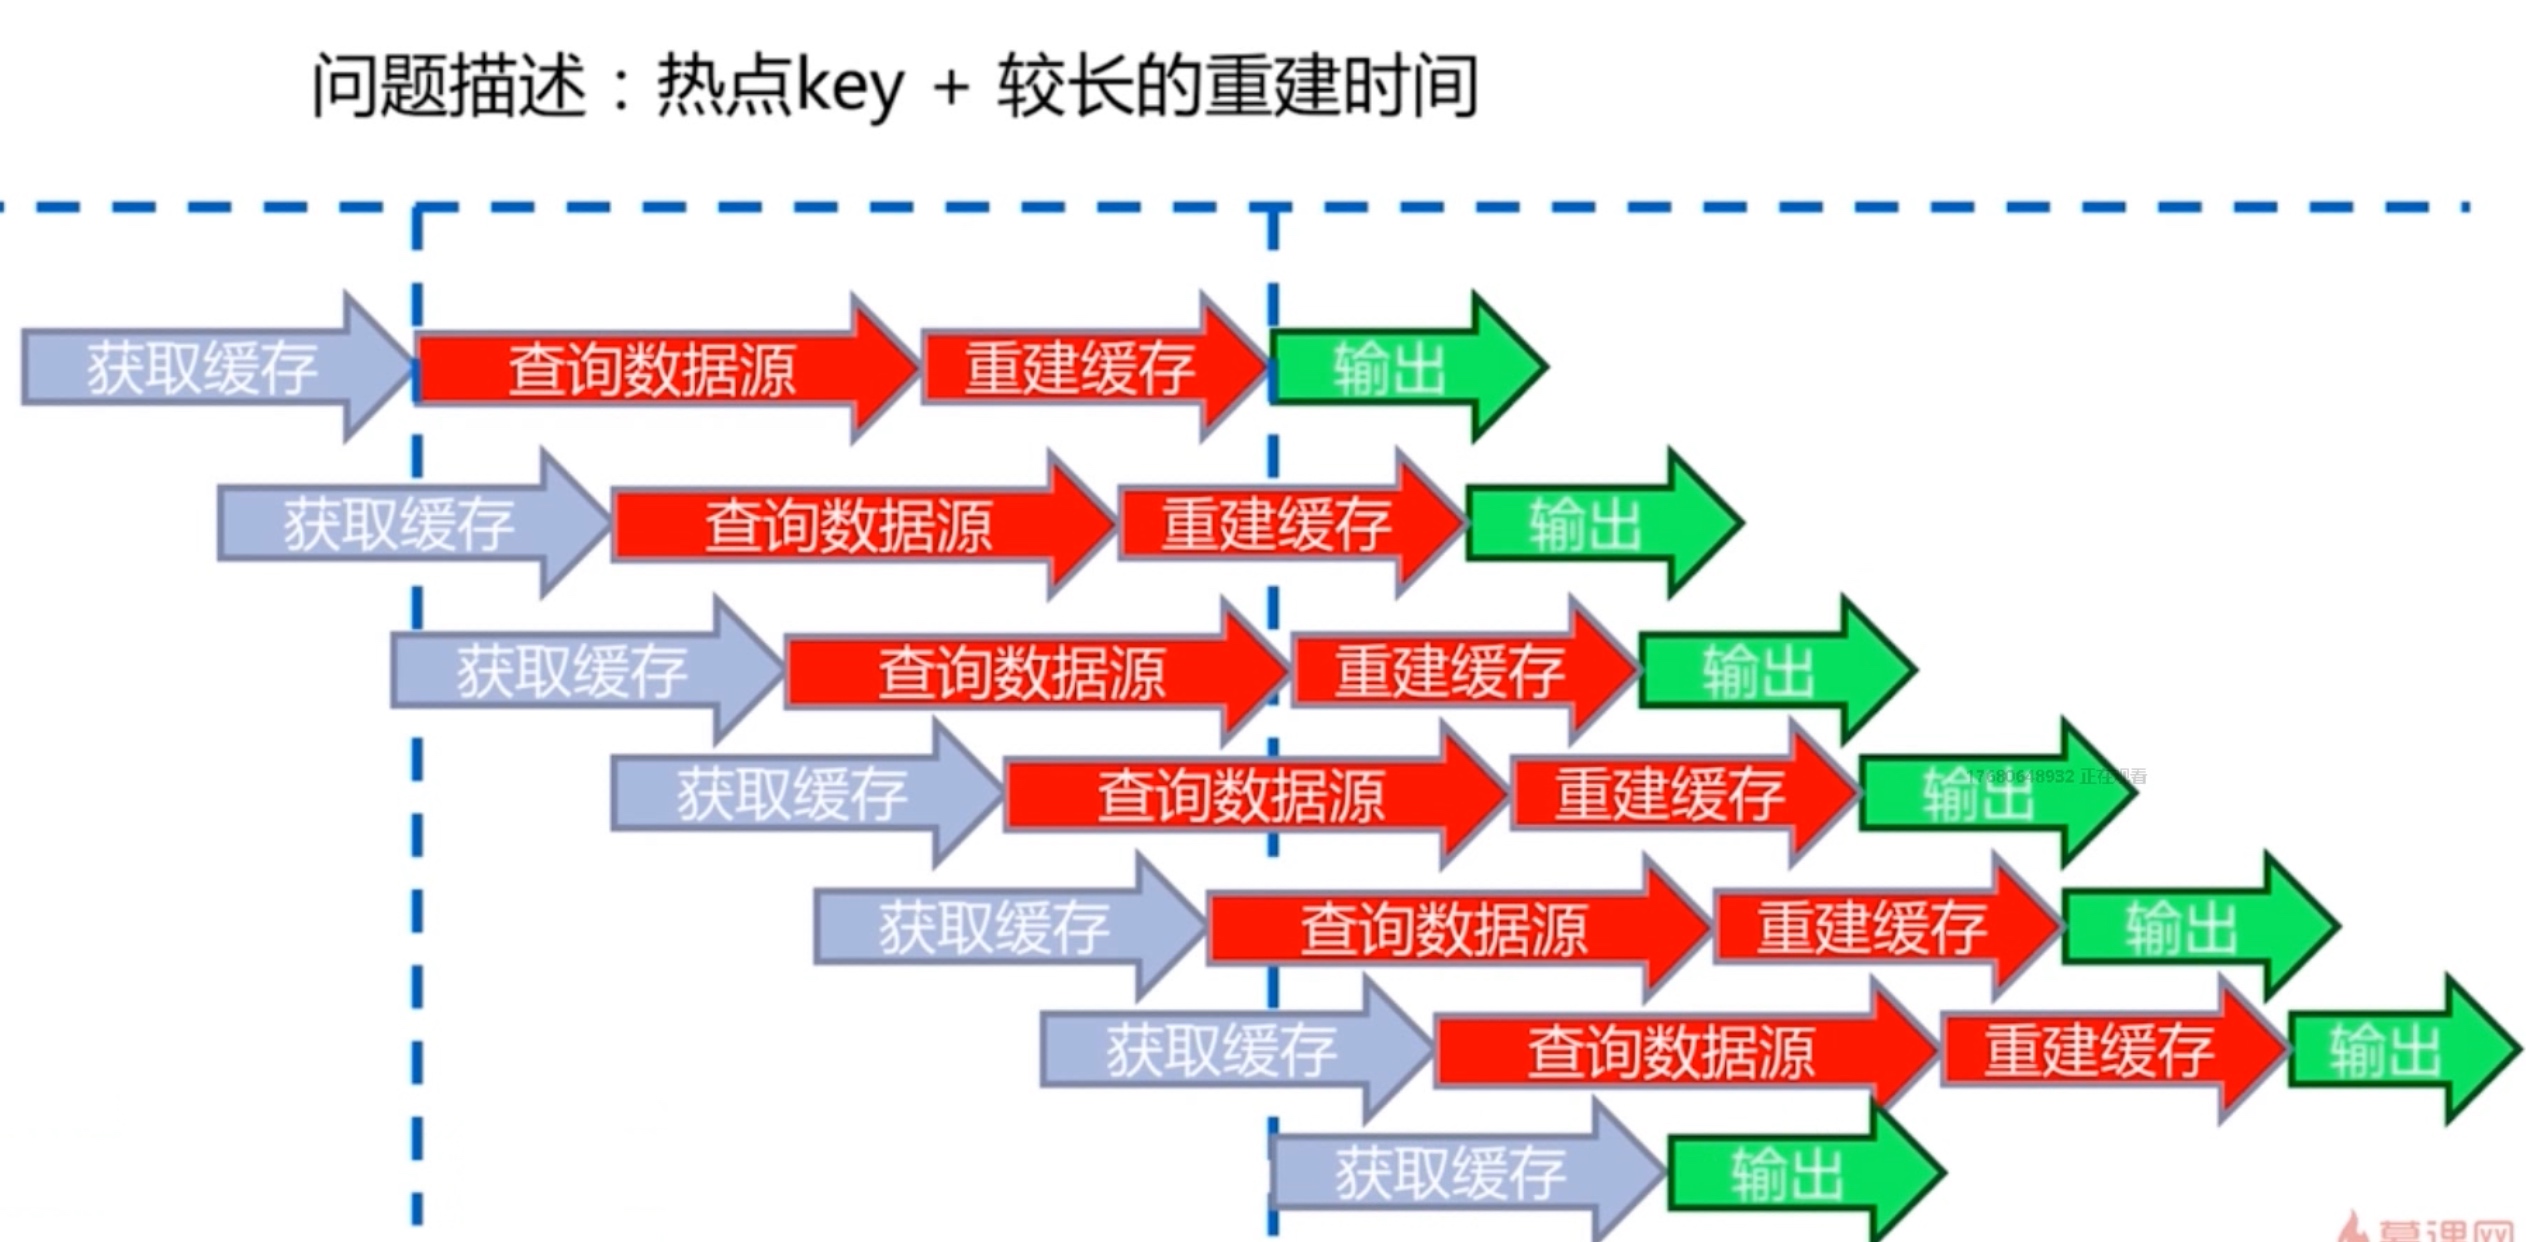 问题描述：热点key + 较长的重建时间
获取缓存 查询数据源 重建缓存 输出
获取缓存 查询数据源 重建缓存 输出
获取缓存 查询数据源 重建缓存 输出
获取缓存 查询数据源 重建缓存 输出
17680648932 正在观看
获取缓存 查询数据源 重建缓存 输出
获取缓存 查询数据源 重建缓存 输出
获取缓存 输出
慕课网